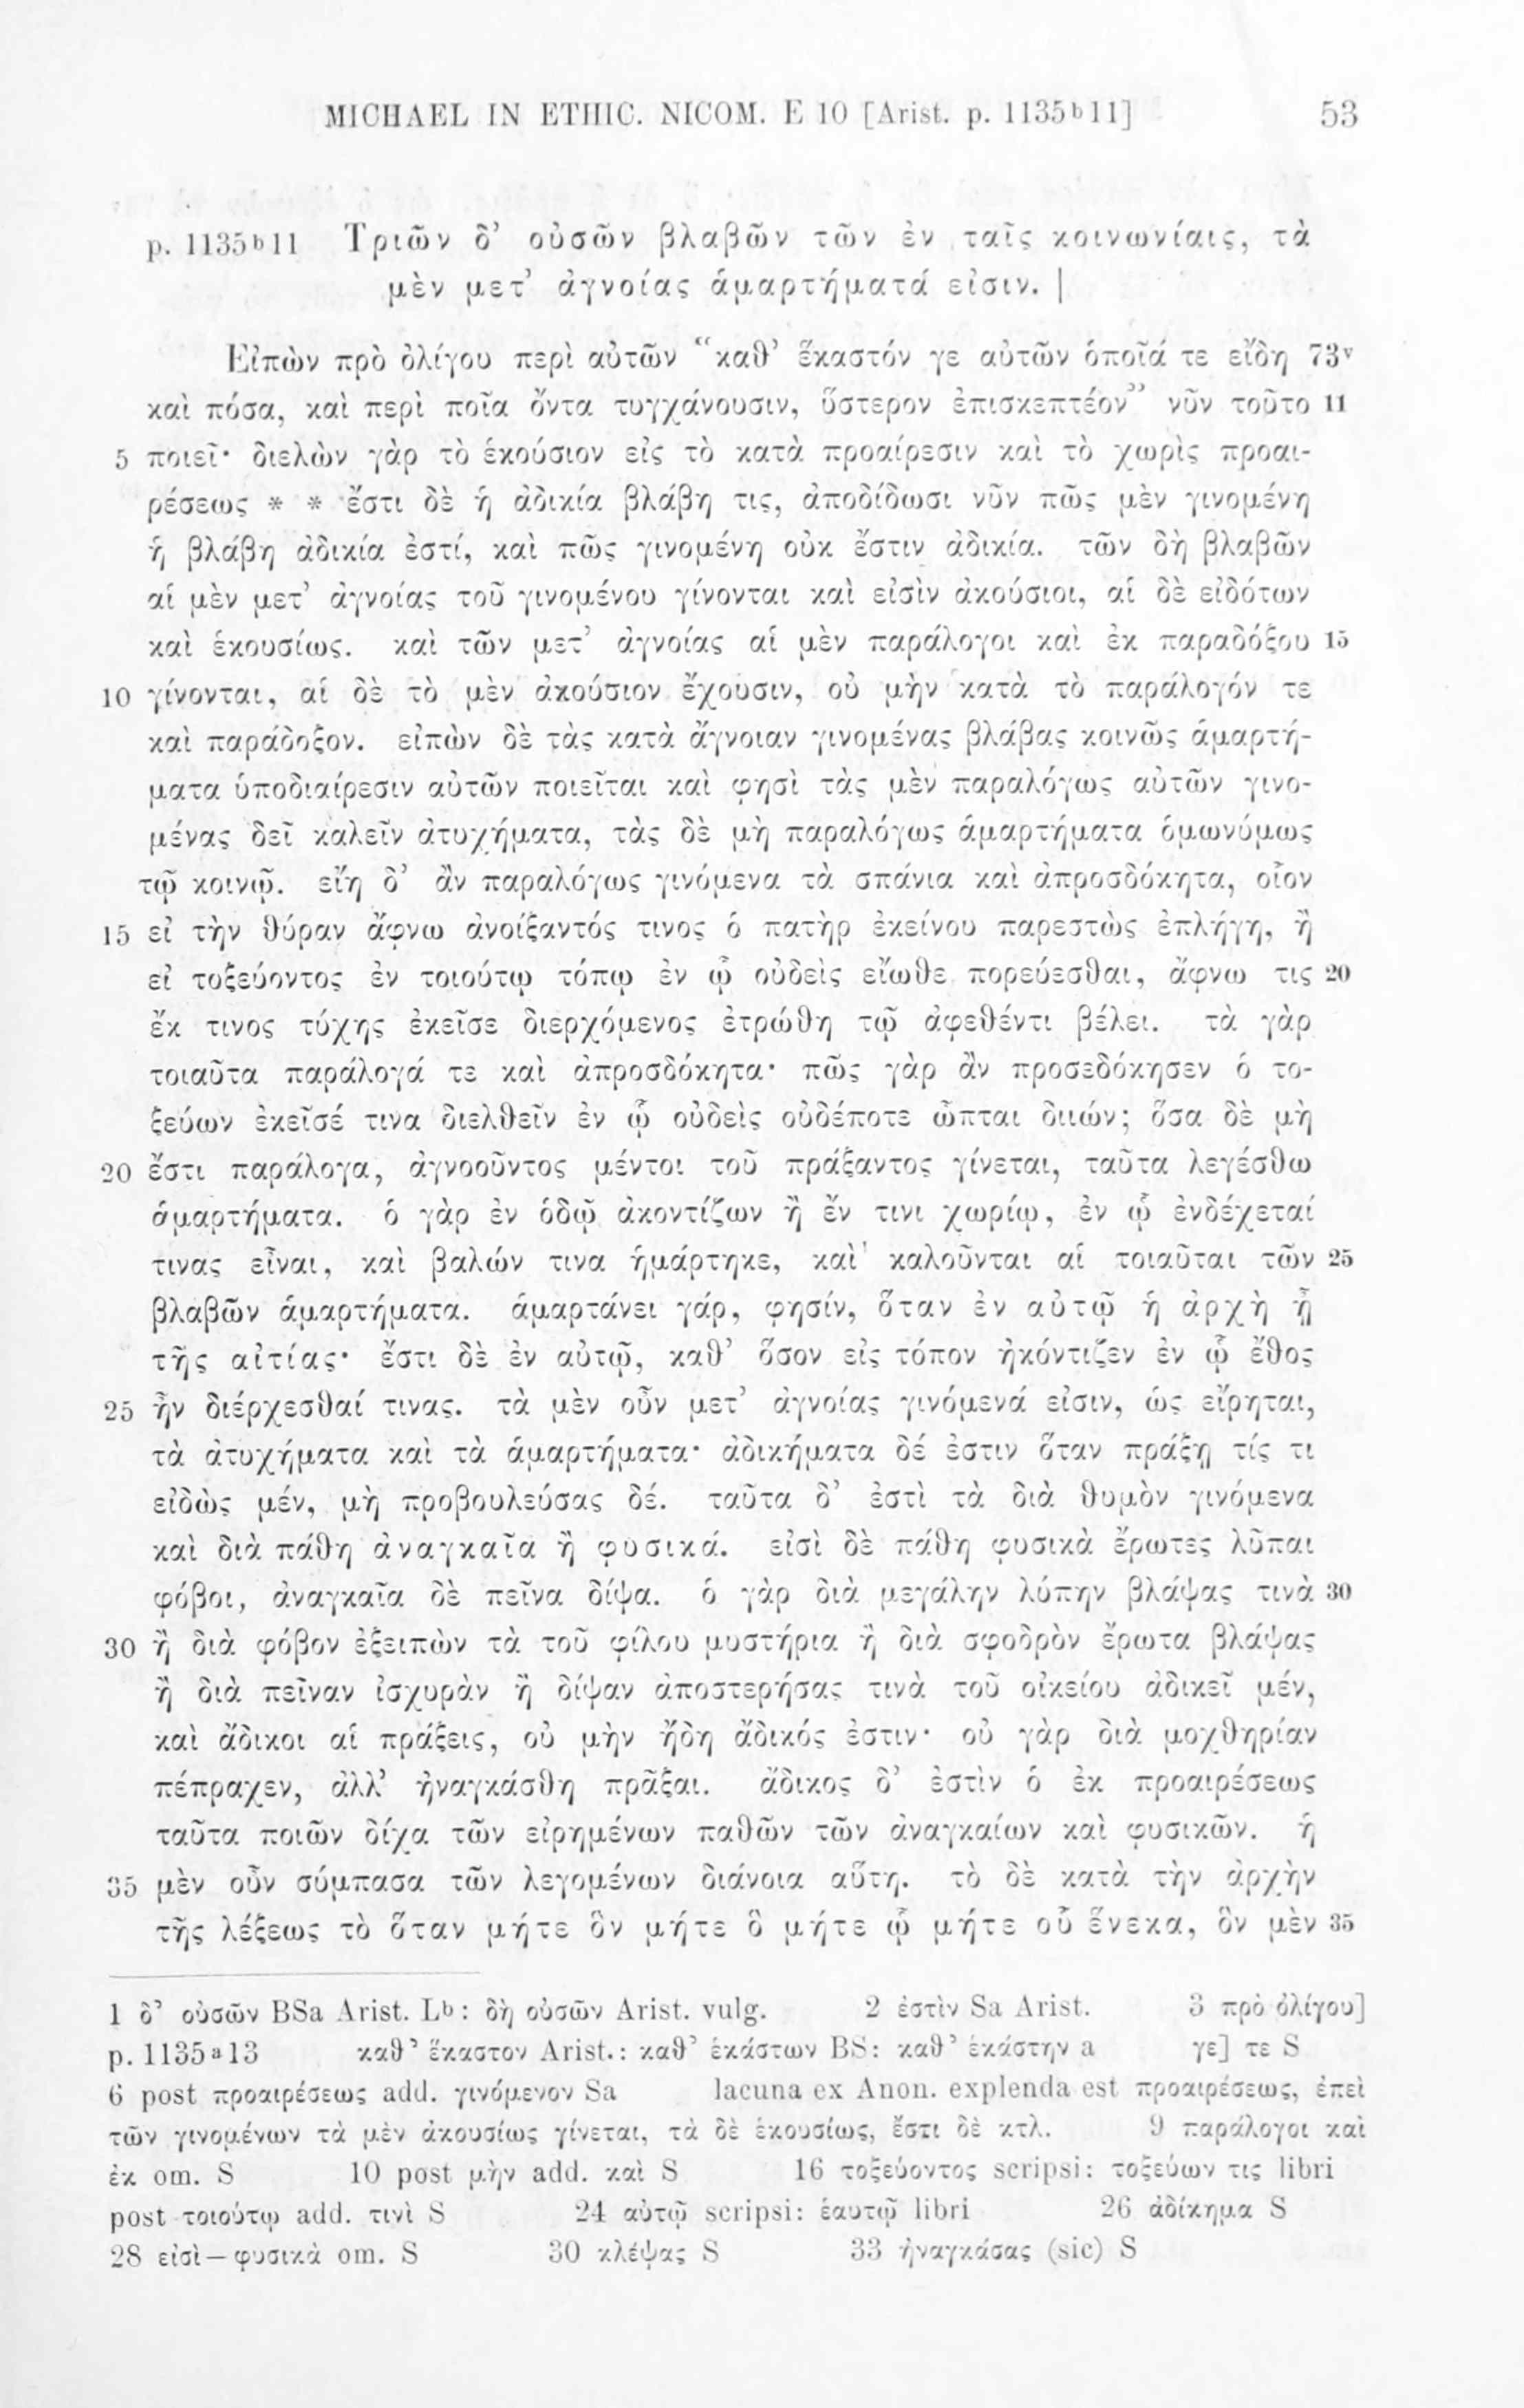 MICHAEL IN ETHIC. NICOM. E 10 [Arist. p. 1135ᵇ11] 53
p. 1135ᵇ11 Τριῶν δ’ οὐσῶν βλαβῶν τῶν ἐν ταῖς κοινωνίαις, τὰ
μὲν μετ’ ἀγνοίας ἁμαρτήματά εἰσιν. |
Εἰπὼν πρὸ ὀλίγου περὶ αὐτῶν “καθ’ ἕκαστόν γε αὐτῶν ὁποῖά τε εἴδη 73ᵛ
καὶ πόσα, καὶ περὶ ποῖα ὄντα τυγχάνουσιν, ὕστερον ἐπισκεπτέον” νῦν τοῦτο 11
5 ποιεῖ· διελὼν γὰρ τὸ ἑκούσιον εἰς τὸ κατὰ προαίρεσιν καὶ τὸ χωρὶς προαι-
ρέσεως * * ἔστι δὲ ἡ ἀδικία βλάβη τις, ἀποδίδωσι νῦν πῶς μὲν γινομένη
ἡ βλάβη ἀδικία ἐστί, καὶ πῶς γινομένη οὐκ ἔστιν ἀδικία. τῶν δὴ βλαβῶν
αἱ μὲν μετ’ ἀγνοίας τοῦ γινομένου γίνονται καὶ εἰσὶν ἀκούσιοι, αἱ δὲ εἰδότων
καὶ ἑκουσίως. καὶ τῶν μετ’ ἀγνοίας αἱ μὲν παράλογοι καὶ ἐκ παραδόξου 15
10 γίνονται, αἱ δὲ τὸ μὲν ἀκούσιον ἔχουσιν, οὐ μὴν κατὰ τὸ παράλογόν τε
καὶ παράδοξον. εἰπὼν δὲ τὰς κατὰ ἄγνοιαν γινομένας βλάβας κοινῶς ἁμαρτή-
ματα ὑποδιαίρεσιν αὐτῶν ποιεῖται καὶ φησὶ τὰς μὲν παραλόγως αὐτῶν γινο-
μένας δεῖ καλεῖν ἀτυχήματα, τὰς δὲ μὴ παραλόγως ἁμαρτήματα ὁμωνύμως
τῷ κοινῷ. εἴη δ’ ἂν παραλόγως γινόμενα τὰ σπάνια καὶ ἀπροσδόκητα, οἷον
15 εἰ τὴν θύραν ἄφνω ἀνοίξαντός τινος ὁ πατὴρ ἐκείνου παρεστὼς ἐπλήγη, ἢ
εἰ τοξεύοντος ἐν τοιούτῳ τόπῳ ἐν ᾧ οὐδεὶς εἴωθε πορεύεσθαι, ἄφνω τις 20
ἔκ τινος τύχης ἐκεῖσε διερχόμενος ἐτρώθη τῷ ἀφεθέντι βέλει. τὰ γὰρ
τοιαῦτα παράλογά τε καὶ ἀπροσδόκητα· πῶς γὰρ ἂν προσεδόκησεν ὁ το-
ξεύων ἐκεῖσέ τινα διελθεῖν ἐν ᾧ οὐδεὶς οὐδέποτε ὦπται διιών; ὅσα δὲ μὴ
20 ἔστι παράλογα, ἀγνοοῦντος μέντοι τοῦ πράξαντος γίνεται, ταῦτα λεγέσθω
ἁμαρτήματα. ὁ γὰρ ἐν ὁδῷ ἀκοντίζων ἢ ἔν τινι χωρίῳ, ἐν ᾧ ἐνδέχεταί
τινας εἶναι, καὶ βαλών τινα ἡμάρτηκε, καὶ καλοῦνται αἱ τοιαῦται τῶν 25
βλαβῶν ἁμαρτήματα. ἁμαρτάνει γάρ, φησίν, ὅταν ἐν αὐτῷ ἡ ἀρχὴ ᾖ
τῆς αἰτίας· ἔστι δὲ ἐν αὐτῷ, καθ’ ὅσον εἰς τόπον ἠκόντιζεν ἐν ᾧ ἔθος
25 ἦν διέρχεσθαί τινας. τὰ μὲν οὖν μετ’ ἀγνοίας γινόμενά εἰσιν, ὡς εἴρηται,
τὰ ἀτυχήματα καὶ τὰ ἁμαρτήματα· ἀδικήματα δέ ἐστιν ὅταν πράξῃ τίς τι
εἰδὼς μέν, μὴ προβουλεύσας δέ. ταῦτα δ’ ἐστὶ τὰ διὰ θυμὸν γινόμενα
καὶ διὰ πάθη ἀναγκαῖα ἢ φυσικά. εἰσὶ δὲ πάθη φυσικὰ ἔρωτες λῦπαι
φόβοι, ἀναγκαῖα δὲ πεῖνα δίψα. ὁ γὰρ διὰ μεγάλην λύπην βλάψας τινὰ 30
30 ἢ διὰ φόβον ἐξειπὼν τὰ τοῦ φίλου μυστήρια ἢ διὰ σφοδρὸν ἔρωτα βλάψας
ἢ διὰ πεῖναν ἰσχυρὰν ἢ δίψαν ἀποστερήσας τινὰ τοῦ οἰκείου ἀδικεῖ μέν,
καὶ ἄδικοι αἱ πράξεις, οὐ μὴν ἤδη ἄδικός ἐστιν· οὐ γὰρ διὰ μοχθηρίαν
πέπραχεν, ἀλλ’ ἠναγκάσθη πρᾶξαι. ἄδικος δ’ ἐστὶν ὁ ἐκ προαιρέσεως
ταῦτα ποιῶν δίχα τῶν εἰρημένων παθῶν τῶν ἀναγκαίων καὶ φυσικῶν. ἡ
35 μὲν οὖν σύμπασα τῶν λεγομένων διάνοια αὕτη. τὸ δὲ κατὰ τὴν ἀρχὴν
τῆς λέξεως τὸ ὅταν μήτε ὃν μήτε ὃ μήτε ᾧ μήτε οὗ ἕνεκα, ὃν μὲν 35
1 δ’ οὐσῶν BSa Arist. Lᵇ: δὴ οὐσῶν Arist. vulg. 2 ἐστὶν Sa Arist. 3 πρὸ ὀλίγου]
p. 1135ᵃ13 καθ’ ἕκαστον Arist.: καθ’ ἑκάστων BS: καθ’ ἑκάστην a γε] τε S
6 post προαιρέσεως add. γινόμενον Sa lacuna ex Anon. explenda est προαιρέσεως, ἐπεὶ
τῶν γινομένων τὰ μὲν ἀκουσίως γίνεται, τὰ δὲ ἑκουσίως, ἔστι δὲ κτλ. 9 παράλογοι καὶ
ἐκ om. S 10 post μὴν add. καὶ S 16 τοξεύοντος scripsi: τοξεύων τις libri
post τοιούτῳ add. τινὶ S 24 αὐτῷ scripsi: ἑαυτῷ libri 26 ἀδίκημα S
28 εἰσὶ—φυσικὰ om. S 30 κλέψας S 33 ἠναγκάσας (sic) S